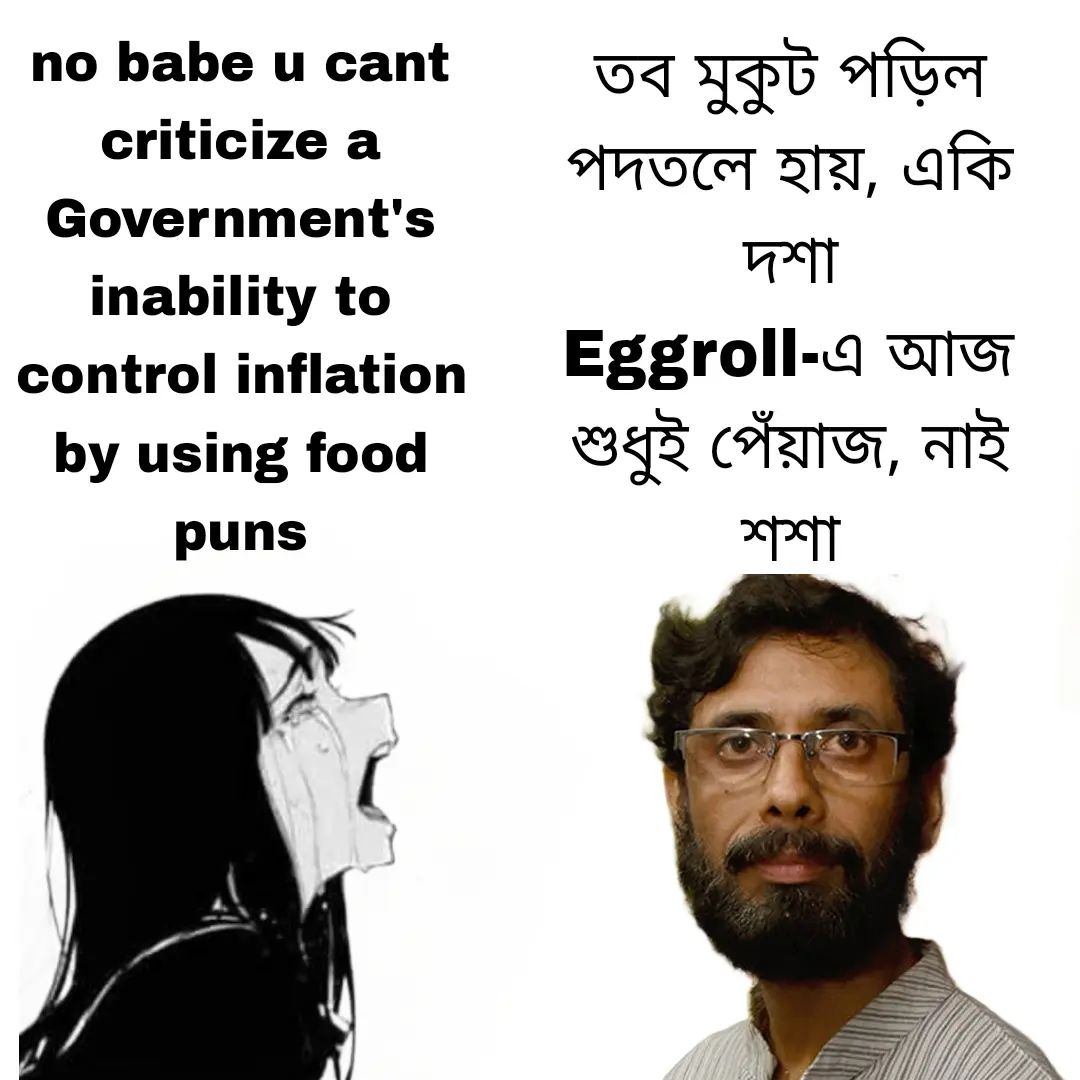 no babe u cant
criticize a
Government's
inability to
control inflation
by using food
puns
তব মুকুট পড়িল
পদতলে হায়, একি
দশা
Eggroll-এ আজ
শুধুই পেঁয়াজ, নাই
শশা